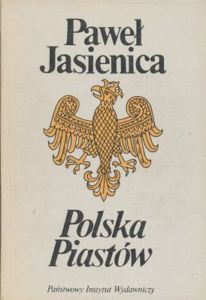 Paweł
Jasienica
Polska
Piastów
Państwowy Instytut Wydawniczy